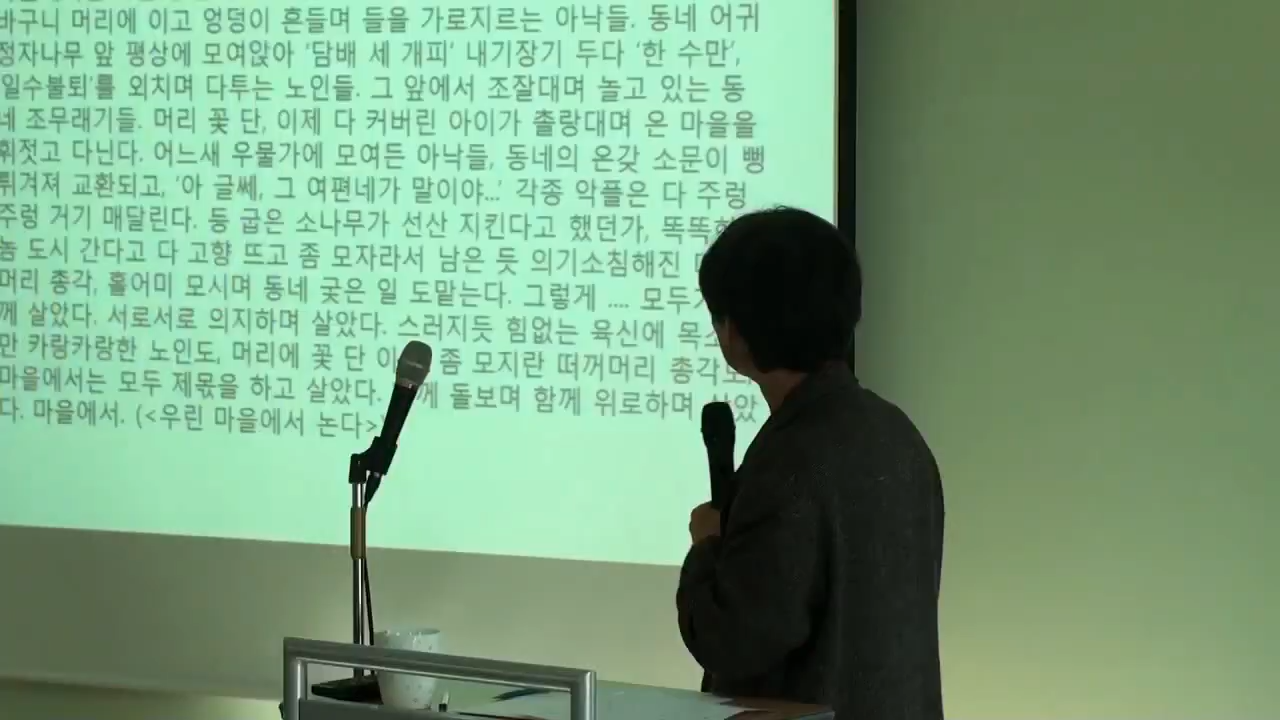 바구니 머리에 이고 엉덩이 흔들며 들을 가로지르는 아낙들. 동네 어귀
정자나무 앞 평상에 모여앉아 '담배 세 개피' 내기장기 두다 '한 수만',
'일수불퇴'를 외치며 다투는 노인들. 그 앞에서 조잘대며 놀고 있는 동
네 조무래기들. 머리 꽃 단, 이제 다 커버린 아이가 촐랑대며 온 마을을
휘젓고 다닌다. 어느새 우물가에 모여든 아낙들, 동네의 온갖 소문이 뻥
튀겨져 교환되고, '아 글쎄, 그 여편네가 말이야...' 각종 악플은 다 주렁
주렁 거기 매달린다. 등 굽은 소나무가 선산 지킨다고 했던가, 똑똑한
놈 도시 간다고 다 고향 뜨고 좀 모자라서 남은 듯 의기소침해진
머리 총각, 홀어미 모시며 동네 궂은 일 도맡는다. 그렇게 .... 모두
께 살았다. 서로서로 의지하며 살았다. 스러지듯 힘없는 육신에
만 카랑카랑한 노인도, 머리에 꽃 단 좀 모지란 떠꺼머리 총각도,
마을에서는 모두 제몫을 하고 살았다. 돌보며 함께 위로하며 살았
다. 마을에서. (<우린 마을에서 논다>